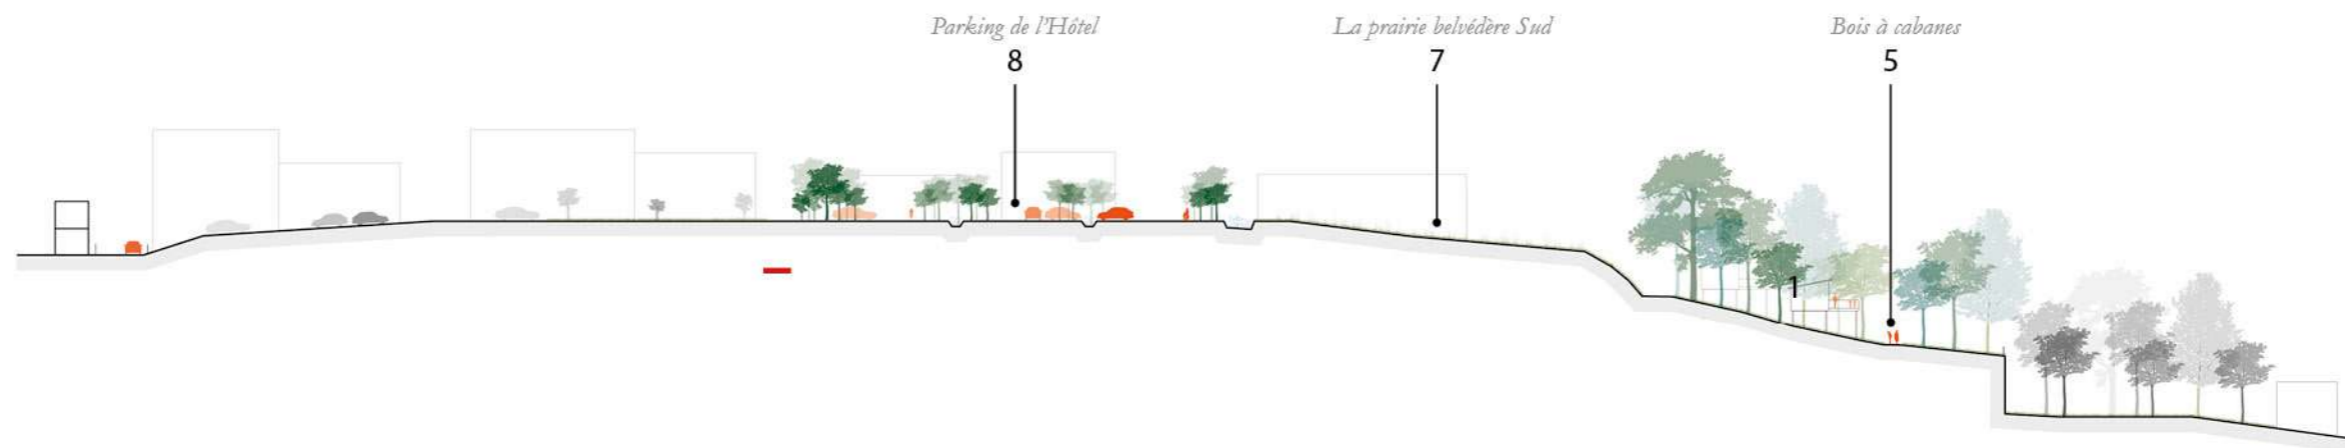 Parking de l'Hôtel
8
La prairie belvédère Sud
7
Bois à cabanes
5
1